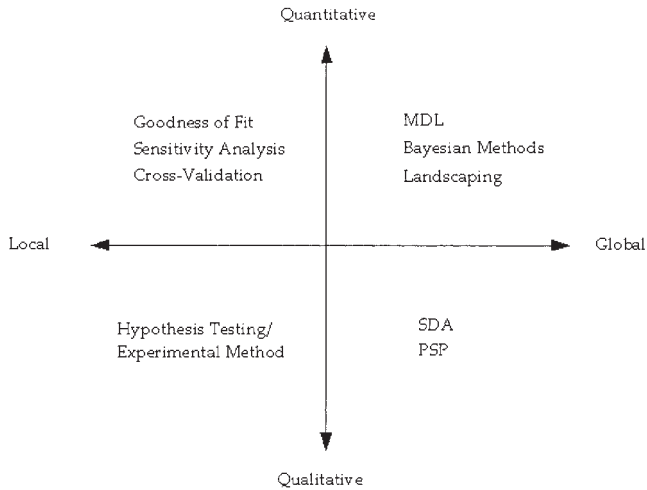 Quantitative
Goodness of Fit
Sensitivity Analysis
Cross-Validation
MDL
Bayesian Methods
Landscaping
Local
Global
Hypothesis Testing/
Experimental Method
SDA
PSP
Qualitative